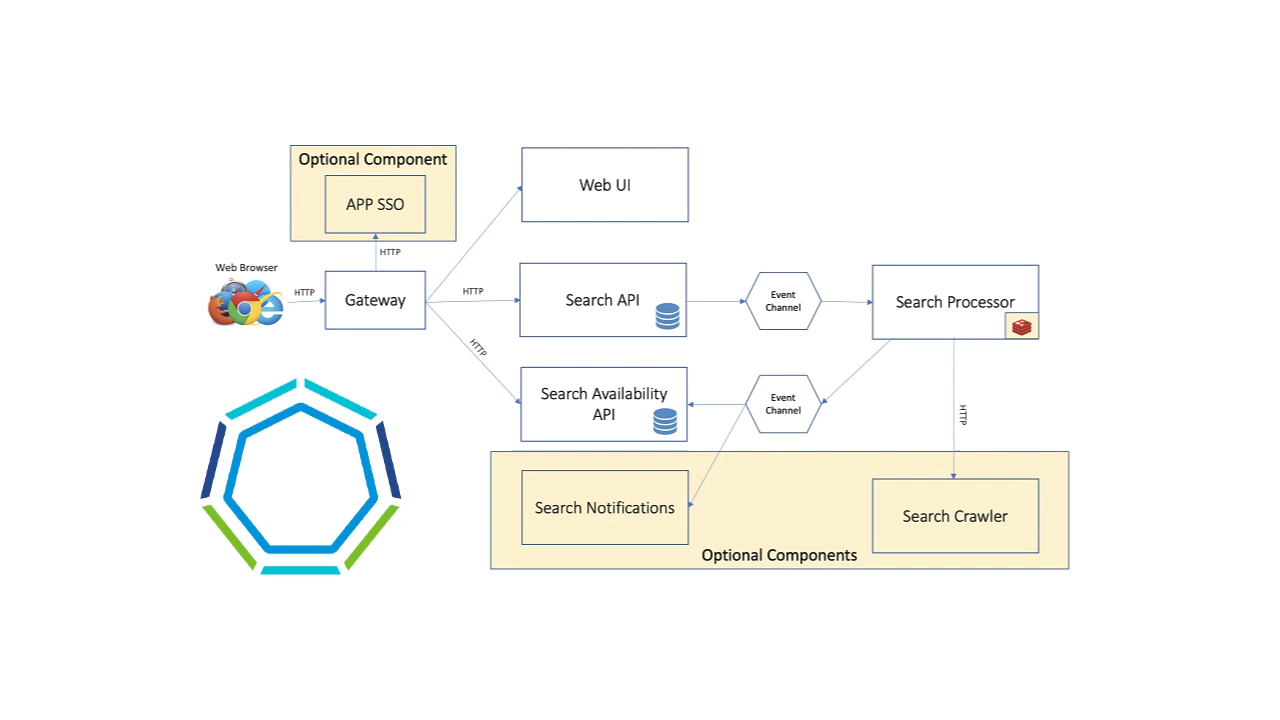 Optional Component
APP SSO
HTTP
Web UI
Web Browser
HTTP
Gateway
HTTP
Search API
Event
Channel
Search Processor
HTTP
Search Availability
API
Event
Channel
HTTP
Search Notifications
Search Crawler
Optional Components